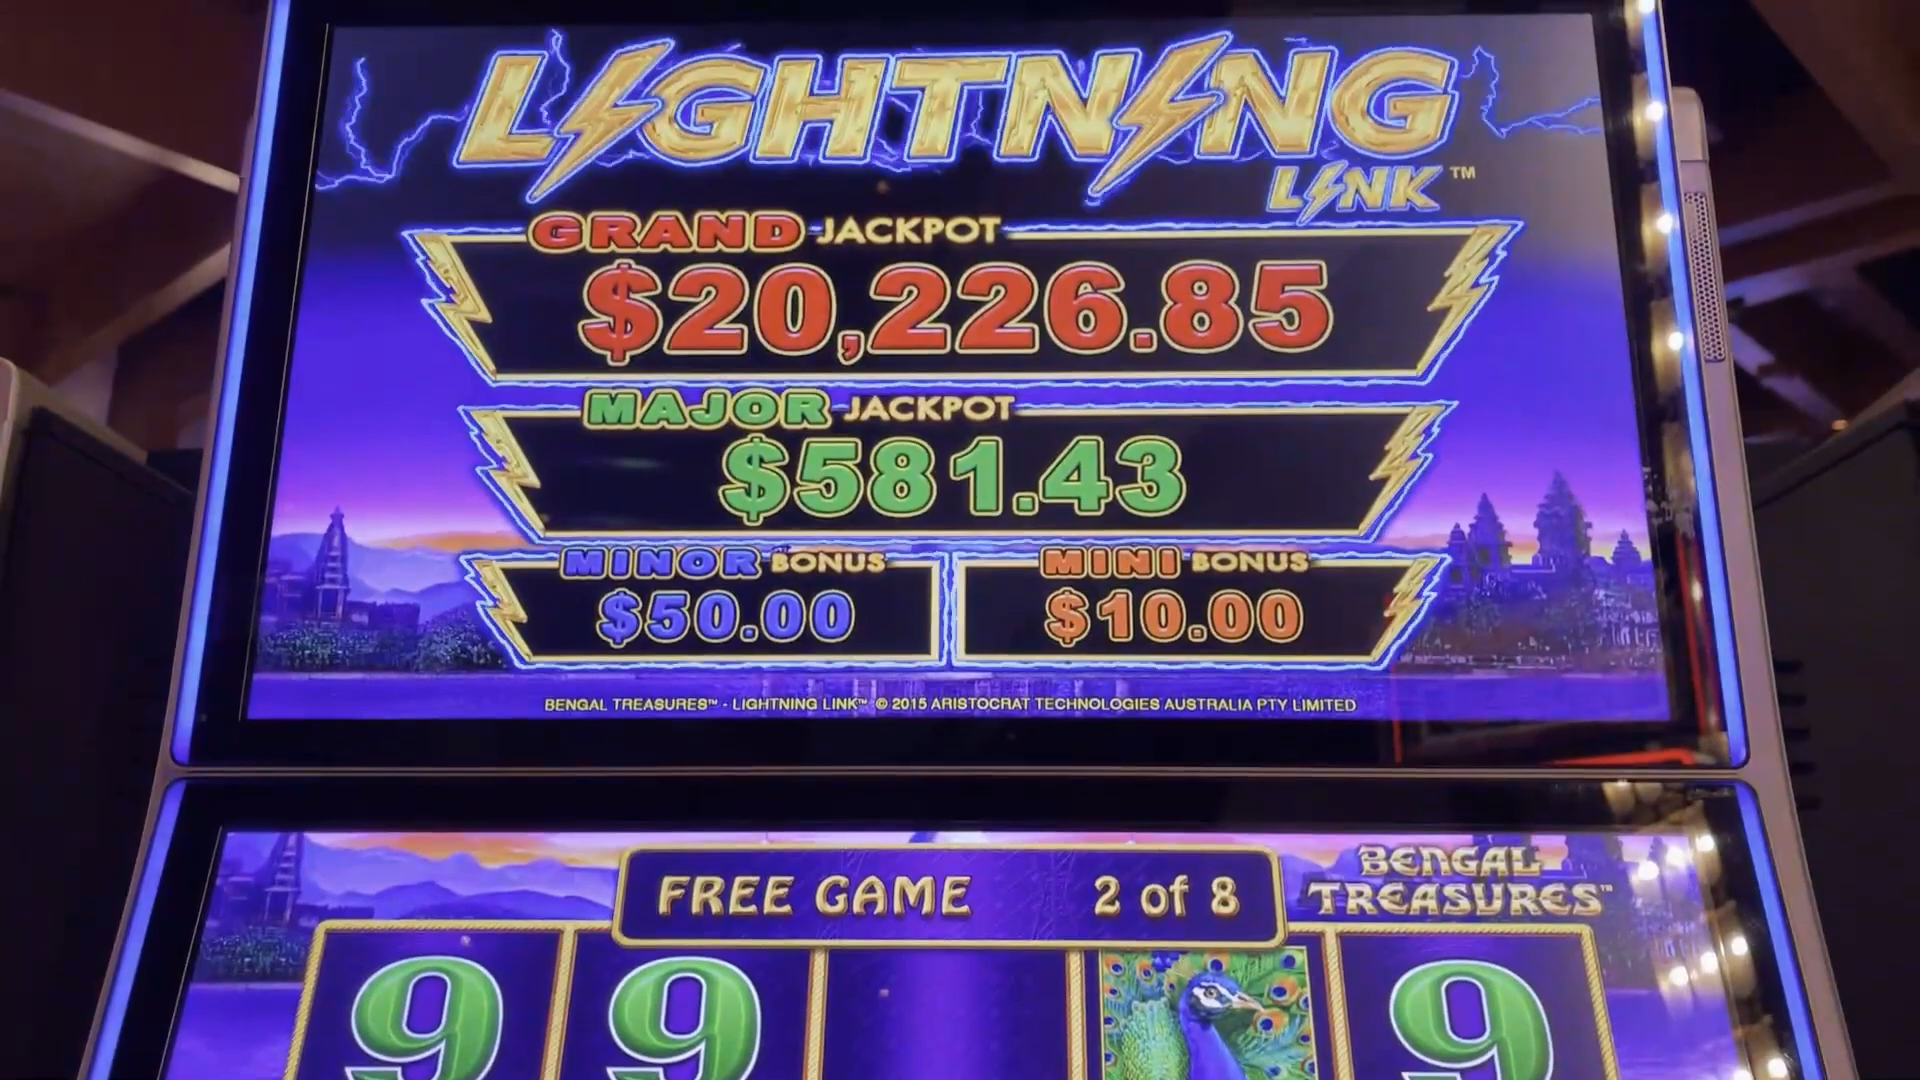 LIGHTNING
LINK™
GRAND JACKPOT
$20,226.85
MAJOR JACKPOT
$581.43
MINOR BONUS
$50.00
MINI BONUS
$10.00
BENGAL TREASURES™ - LIGHTNING LINK™ © 2015 ARISTOCRAT TECHNOLOGIES AUSTRALIA PTY LIMITED
FREE GAME 2 of 8
BENGAL
TREASURES™
9 9 9